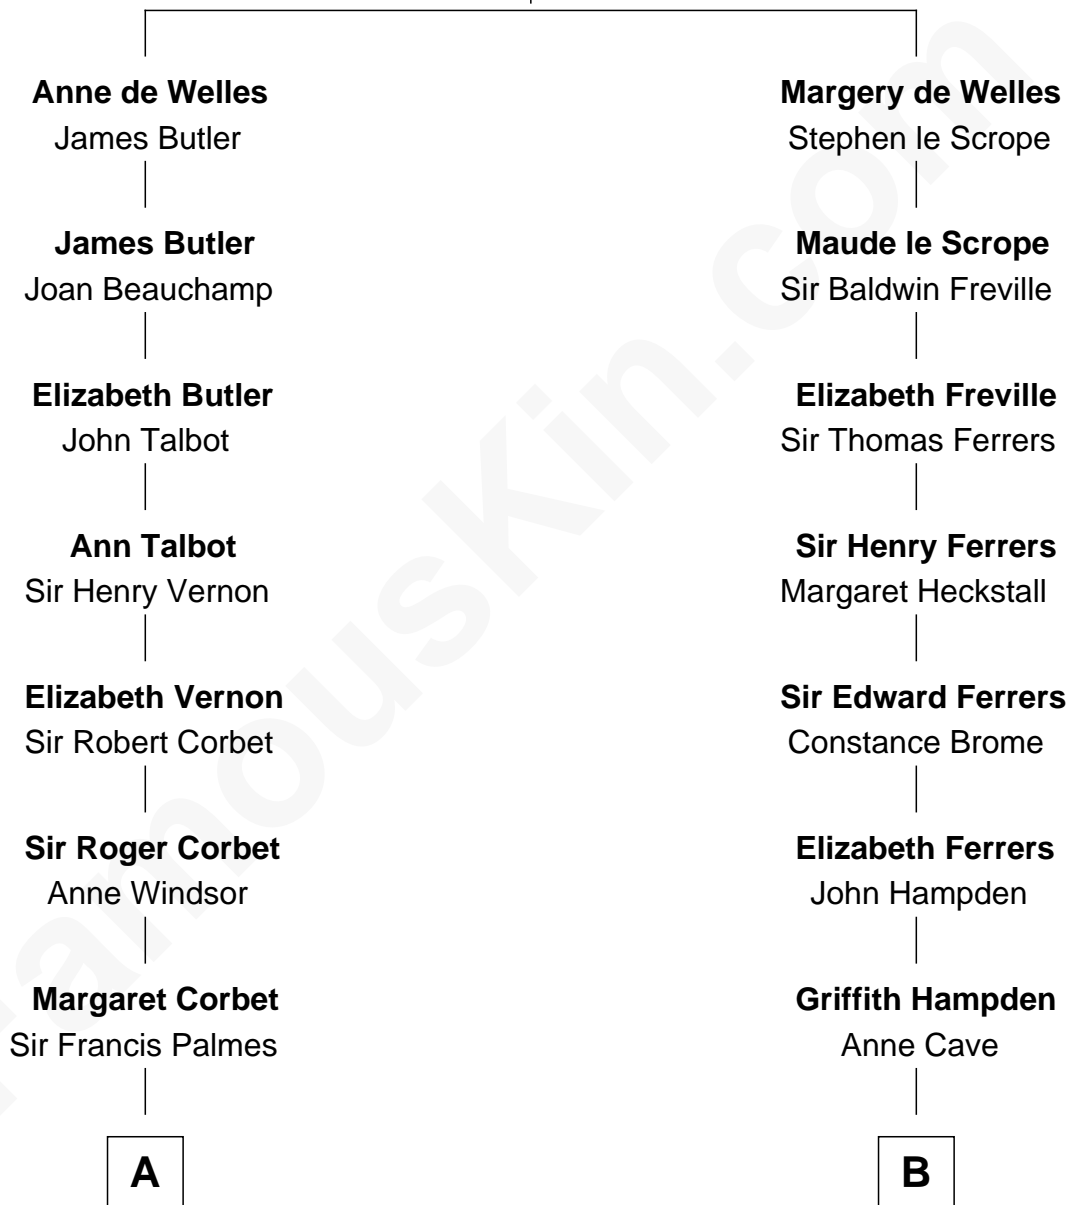 Anne de Welles
James Butler
James Butler
Joan Beauchamp
Elizabeth Butler
John Talbot
Ann Talbot
Sir Henry Vernon
Elizabeth Vernon
Sir Robert Corbet
Sir Roger Corbet
Anne Windsor
Margaret Corbet
Sir Francis Palmes
A
Margery de Welles
Stephen le Scrope
Maude le Scrope
Sir Baldwin Freville
Elizabeth Freville
Sir Thomas Ferrers
Sir Henry Ferrers
Margaret Heckstall
Sir Edward Ferrers
Constance Brome
Elizabeth Ferrers
John Hampden
Griffith Hampden
Anne Cave
B
FamousKin.com